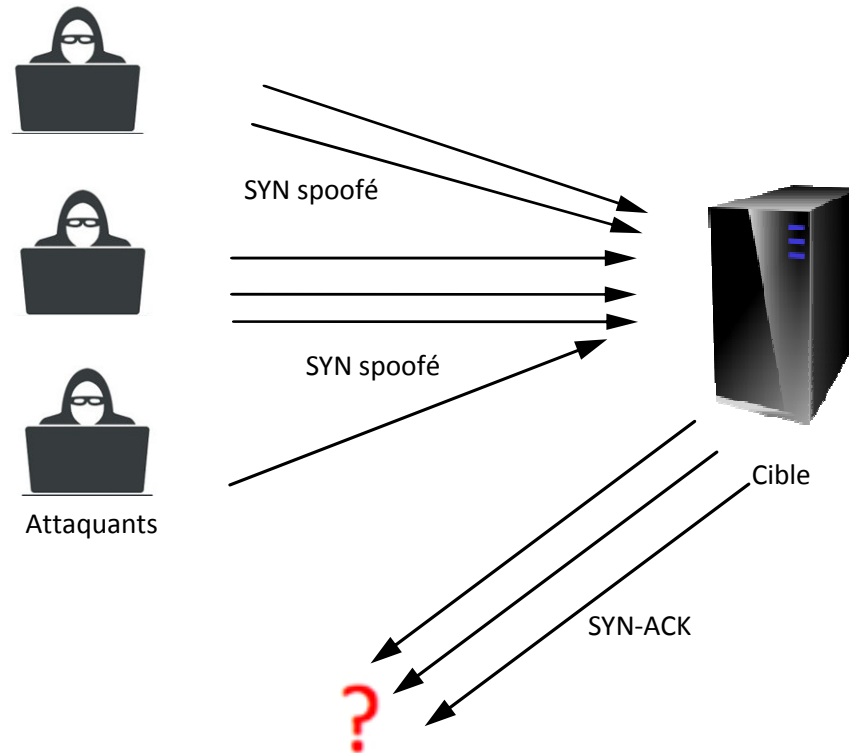 SYN spoofé
SYN spoofé
Attaquants
Cible
SYN-ACK
?